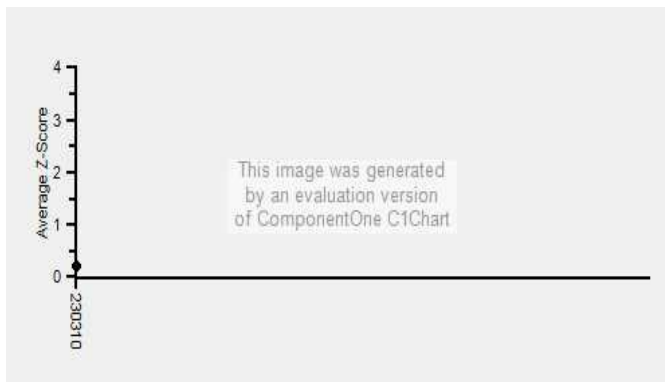 4
3
2
1
0
Average Z-Score
This image was generated
by an evaluation version
of ComponentOne C1Chart
230310